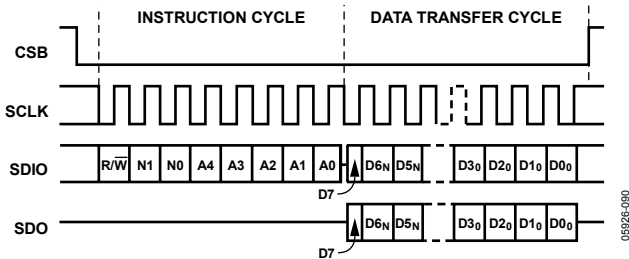 INSTRUCTION CYCLE DATA TRANSFER CYCLE
CSB
SCLK
SDIO R/W̅ N1 N0 A4 A3 A2 A1 A0 D6N D5N D30 D20 D10 D00
D7
SDO D6N D5N D30 D20 D10 D00
D7
05926-090